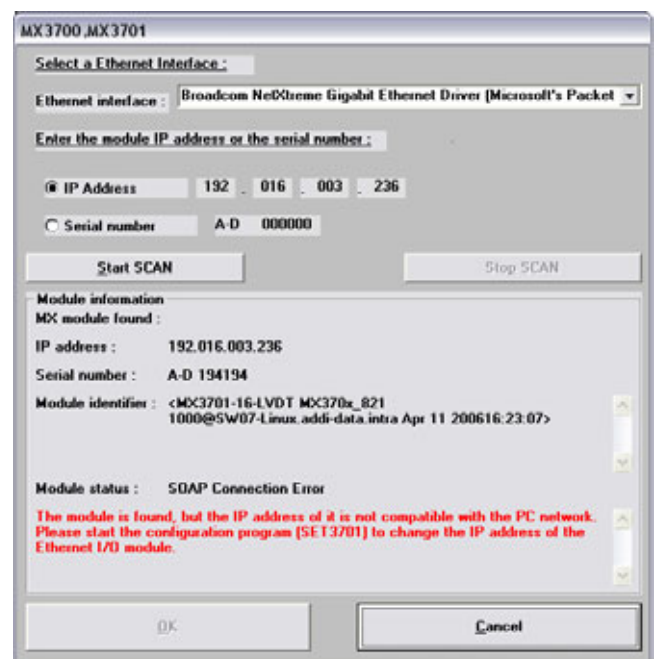 MX3700 ,MX3701
Select a Ethernet Interface :
Ethernet interface : Broadcom NetXtreme Gigabit Ethernet Driver (Microsoft's Packet
Enter the module IP address or the serial number :
IP Address 192 . 016 . 003 . 236
Serial number A-D 000000
Start SCAN Stop SCAN
Module information
MX module found :
IP address : 192.016.003.236
Serial number : A-D 194194
Module identifier : <MX3701-16-LVDT MX370x_821
1000@SW07-Linux.addi-data.intra Apr 11 200616:23:07>
Module status : SOAP Connection Error
The module is found, but the IP address of it is not compatible with the PC network.
Please start the configuration program (SET3701) to change the IP address of the
Ethernet I/O module.
OK Cancel